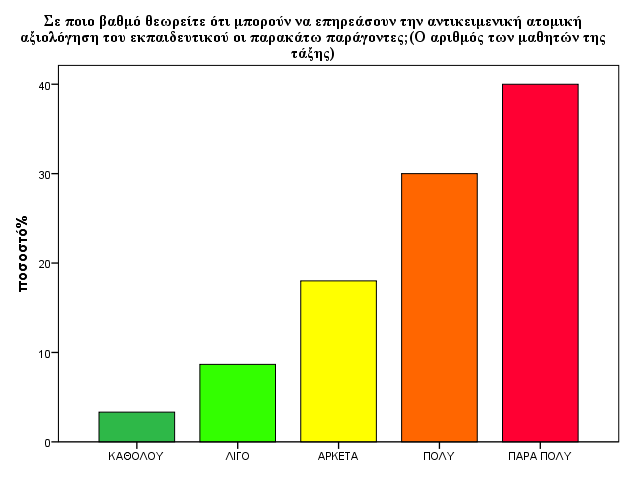 Σε ποιο βαθμό θεωρείτε ότι μπορούν να επηρεάσουν την αντικειμενική ατομική
αξιολόγηση του εκπαιδευτικού οι παρακάτω παράγοντες;(Ο αριθμός των μαθητών της
τάξης)
40
30
20
10
0
ποσοστό%
ΚΑΘΟΛΟΥ ΛΙΓΟ ΑΡΚΕΤΑ ΠΟΛΥ ΠΑΡΑ ΠΟΛΥ